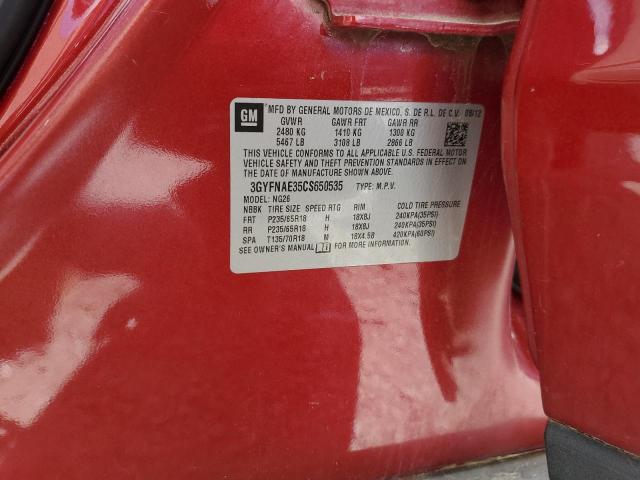 GM
MFD BY GENERAL MOTORS DE MEXICO, S. DE R.L. DE C.V. 08/12
GVWR GAWR FRT GAWR RR
2480 KG 1410 KG 1300 KG
5467 LB 3108 LB 2866 LB
THIS VEHICLE CONFORMS TO ALL APPLICABLE U.S. FEDERAL MOTOR
VEHICLE SAFETY AND THEFT PREVENTION STANDARDS IN EFFECT ON
THE DATE OF MANUFACTURE SHOWN ABOVE.
3GYFNAE35CS650535 TYPE: M.P.V.
MODEL: NG26
NBBK TIRE SIZE SPEED RTG RIM COLD TIRE PRESSURE
FRT P235/65R18 H 18X8J 240KPA(35PSI)
RR P235/65R18 H 18X8J 240KPA(35PSI)
SPA T135/70R18 M 18X4.5B 420KPA(60PSI)
SEE OWNER'S MANUAL FOR MORE INFORMATION.